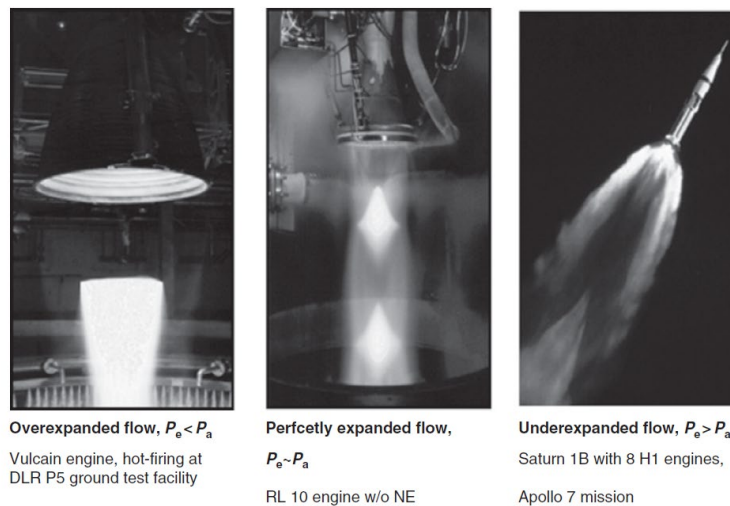 Overexpanded flow, Pe < Pa
Vulcain engine, hot-firing at
DLR P5 ground test facility
Perfcetly expanded flow,
Pe~Pa
RL 10 engine w/o NE
Underexpanded flow, Pe > Pa
Saturn 1B with 8 H1 engines,
Apollo 7 mission